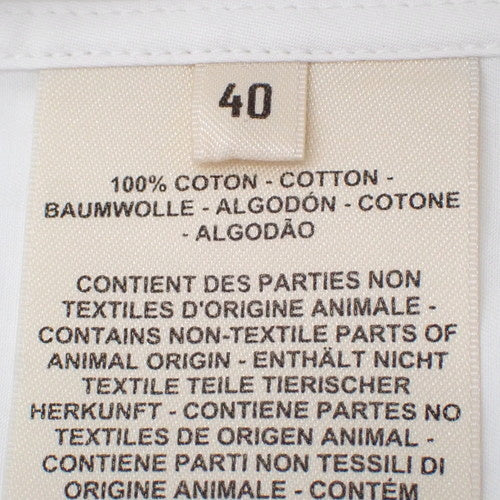 40
100% COTON - COTTON -
BAUMWOLLE - ALGODÓN - COTONE
- ALGODÃO
CONTIENT DES PARTIES NON
TEXTILES D'ORIGINE ANIMALE -
CONTAINS NON-TEXTILE PARTS OF
ANIMAL ORIGIN - ENTHÄLT NICHT
TEXTILE TEILE TIERISCHER
HERKUNFT - CONTIENE PARTES NO
TEXTILES DE ORIGEN ANIMAL -
CONTIENE PARTI NON TESSILI DI
ORIGINE ANIMALE - CONTÉM